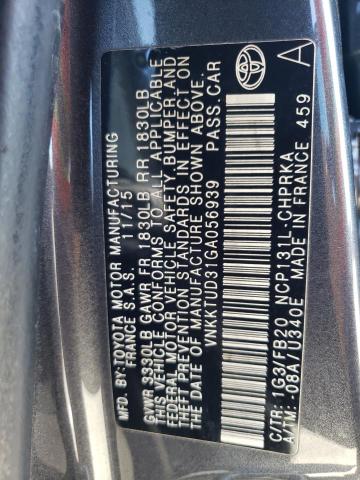 MFD. BY: TOYOTA MOTOR MANUFACTURING
FRANCE S.A.S. 11/15
GVWR 3330LB GAWR FR 1830LB RR 1830LB
THIS VEHICLE CONFORMS TO ALL APPLICABLE
FEDERAL MOTOR VEHICLE SAFETY, BUMPER, AND
THEFT PREVENTION STANDARDS IN EFFECT ON THE
DATE OF MANUFACTURE SHOWN ABOVE.
VNKKTUD31GA056939 PASS. CAR
C/TR: 1G3/FB20 NCP131L-CHPRKA
A/TM: -08A/U340E MADE IN FRANCE 459
A